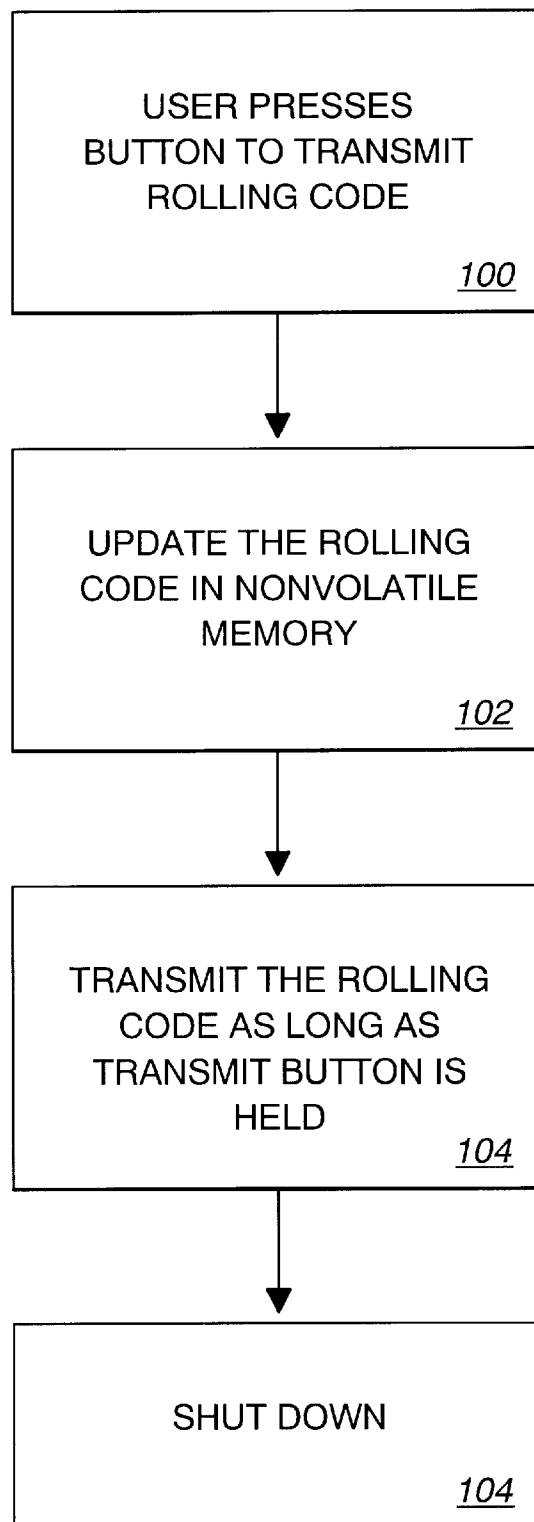 USER PRESSES
BUTTON TO TRANSMIT
ROLLING CODE
100
UPDATE THE ROLLING
CODE IN NONVOLATILE
MEMORY
102
TRANSMIT THE ROLLING
CODE AS LONG AS
TRANSMIT BUTTON IS
HELD
104
SHUT DOWN
104